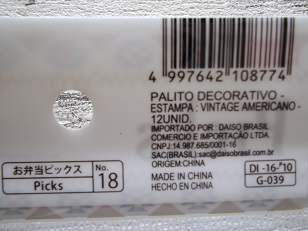 4 997642 108774
PALITO DECORATIVO -
ESTAMPA : VINTAGE AMERICANO -
12UNID.
IMPORTADO POR : DAISO BRASIL
COMERCIO E IMPORTAÇÃO LTDA.
CNPJ:14.987.685/0001-16
SAC(BRASIL):sac@daisobrasil.com.br
ORIGEM:CHINA
MADE IN CHINA
HECHO EN CHINA
お弁当ピックス
Picks
No.
18
DI -16-P10
G-039